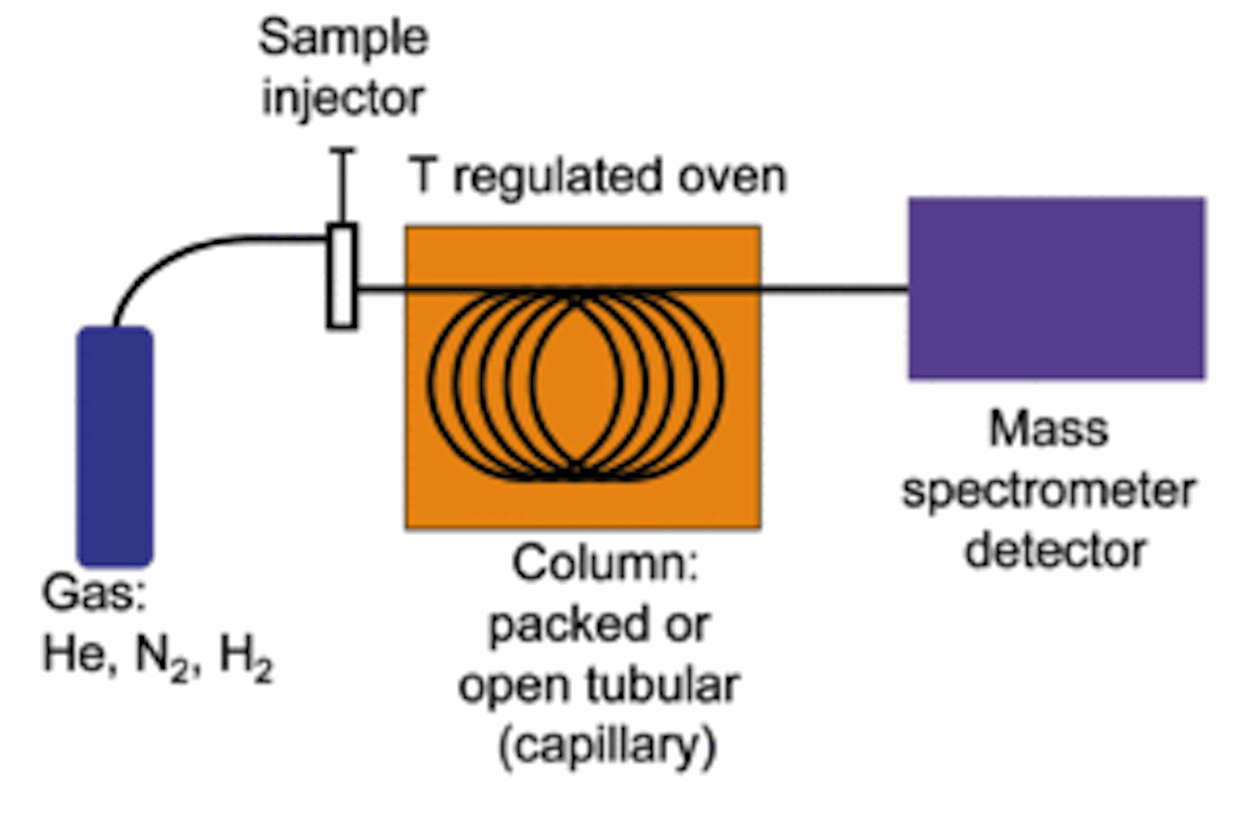 Sample
injector
T regulated oven
Mass
spectrometer
detector
Column:
packed or
open tubular
(capillary)
Gas:
He, N₂, H₂